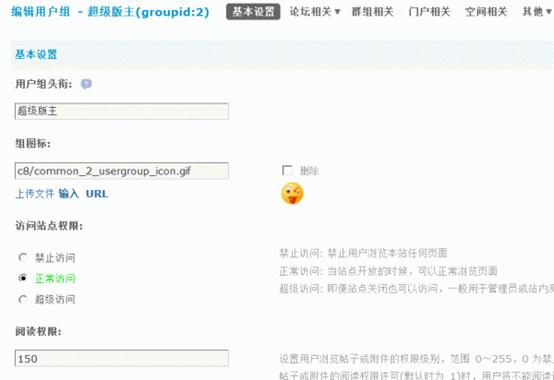 编辑用户组 - 超级版主(groupid:2) 基本设置 论坛相关 群组相关 门户相关 空间相关 其他
基本设置
用户组头衔:
超级版主
组图标:
c8/common_2_usergroup_icon.gif 删除
上传文件 输入 URL
访问站点权限:
禁止访问 禁止访问: 禁止用户浏览本站任何页面
正常访问 正常访问: 当站点开放的时候，可以正常浏览页面
超级访问 超级访问: 即便站点关闭也可以访问，一般用于管理员或站内测
阅读权限:
150 设置用户浏览帖子或附件的权限级别，范围 0～255，0 为禁
帖子或附件的阅读权限许可(默认时为 1)时，用户将不能阅读